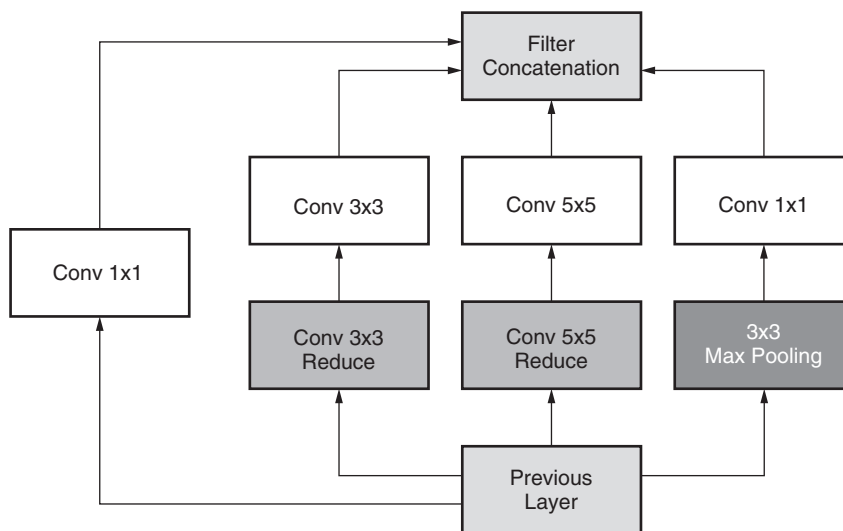 Filter
Concatenation
Conv 3x3
Conv 5x5
Conv 1x1
Conv 1x1
Conv 3x3
Reduce
Conv 5x5
Reduce
3x3
Max Pooling
Previous
Layer